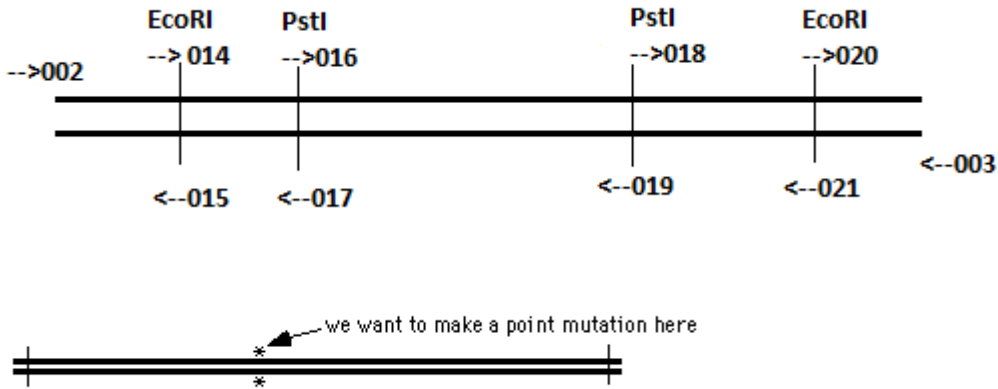 EcoRI PstI PstI EcoRI
-->002 --> 014 -->016 -->018 -->020
<--015 <--017 <--019 <--021 <--003
* we want to make a point mutation here
*